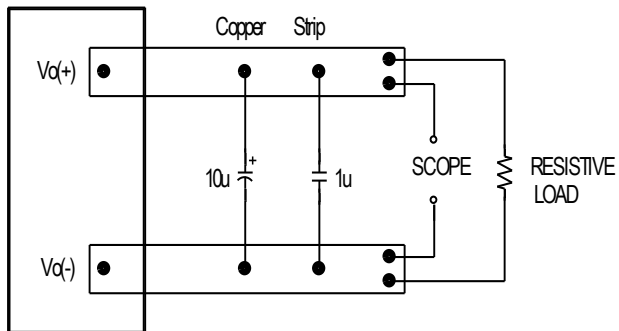 Copper Strip
Vo(+)
+
10u
1u
SCOPE
RESISTIVE
LOAD
Vo(-)